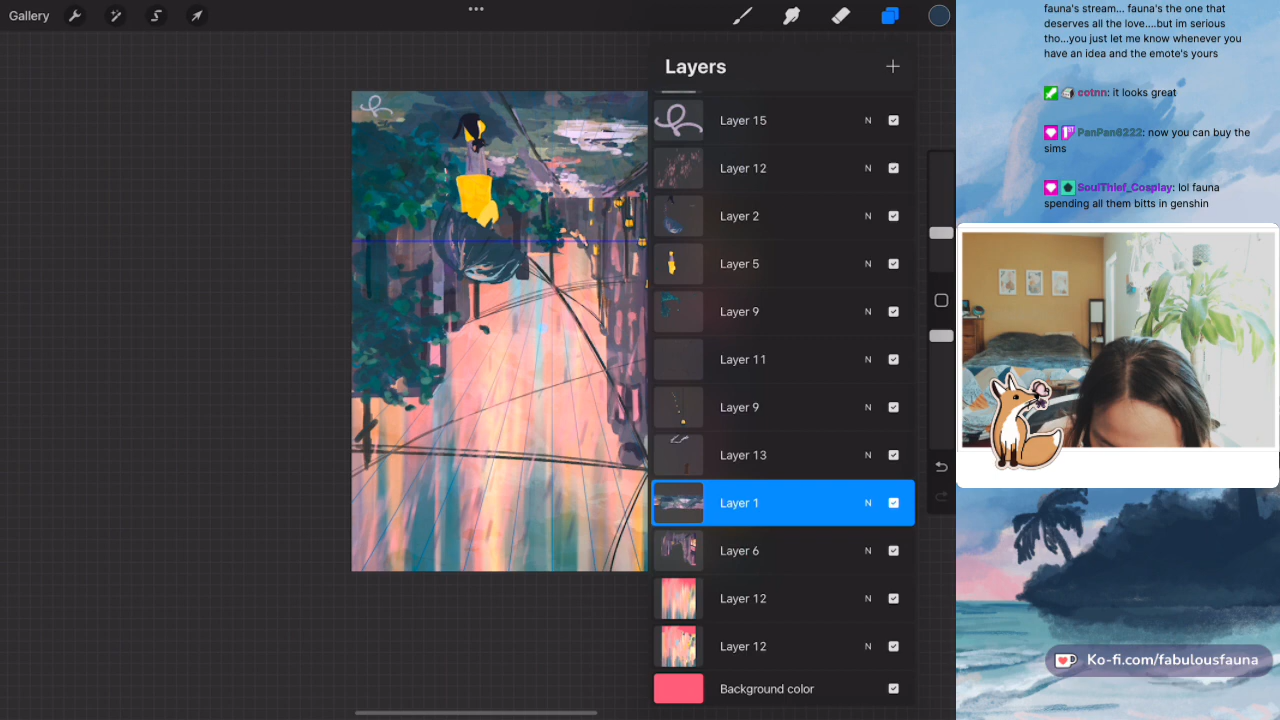 Gallery
Layers
Layer 15 N
Layer 12 N
Layer 2 N
Layer 5 N
Layer 9 N
Layer 11 N
Layer 9 N
Layer 13 N
Layer 1 N
Layer 6 N
Layer 12 N
Layer 12 N
Background color
fauna's stream... fauna's the one that
deserves all the love....but im serious
tho...you just let me know whenever you
have an idea and the emote's yours
cotnn: it looks great
PanPan6222: now you can buy the
sims
SoulThief_Cosplay: lol fauna
spending all them bitts in genshin
Ko-fi.com/fabulousfauna